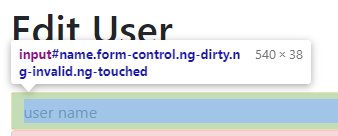 Edit User
input#name.form-control.ng-dirty.n 540 × 38
g-invalid.ng-touched
user name